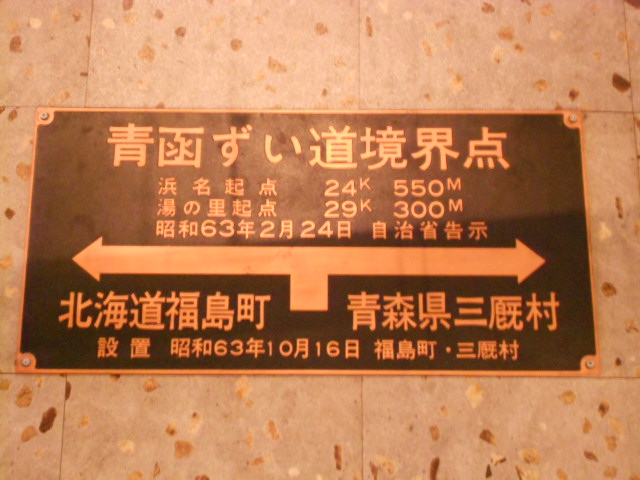 青函ずい道境界点
浜名起点 24K 550M
湯の里起点 29K 300M
昭和63年2月24日 自治省告示
北海道福島町 青森県三厩村
設置 昭和63年10月16日 福島町・三厩村